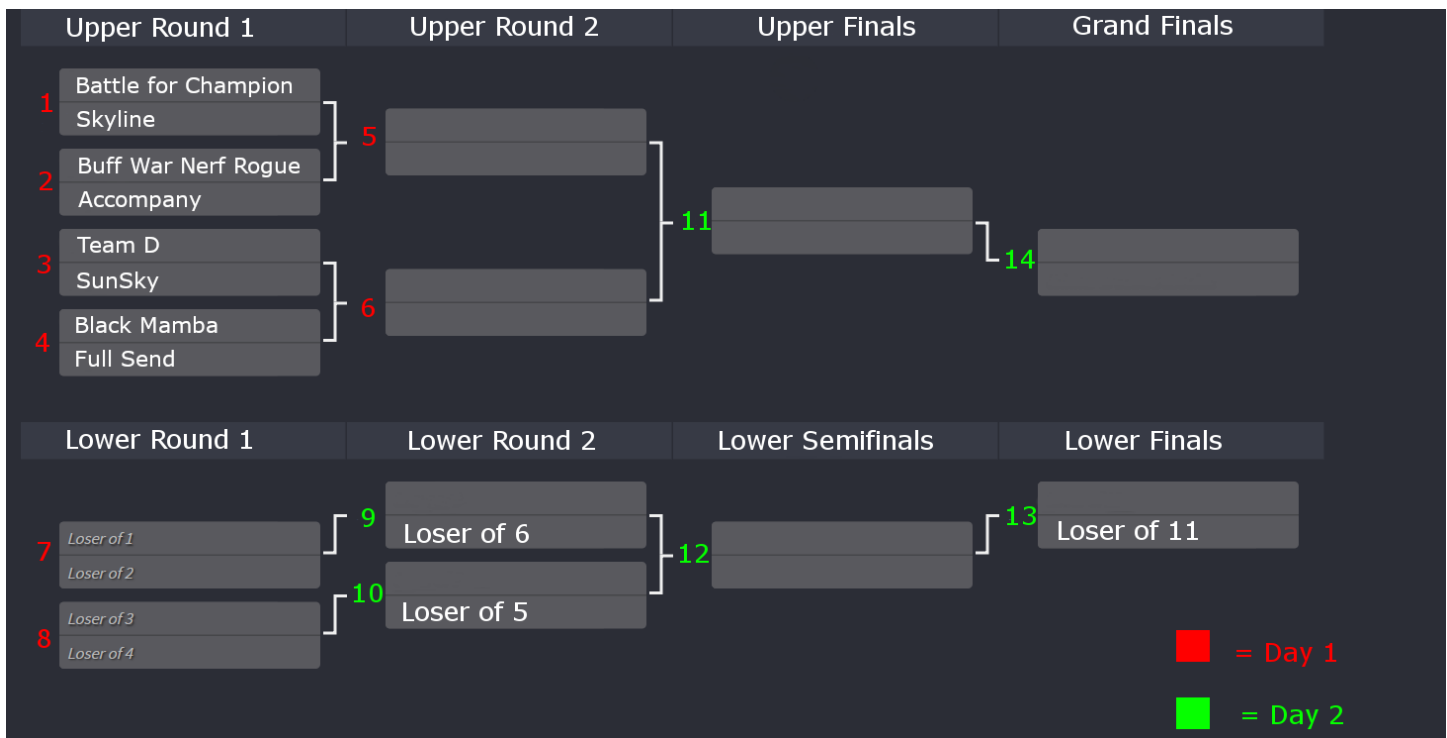 Upper Round 1 Upper Round 2 Upper Finals Grand Finals
1 Battle for Champion
Skyline
5
2 Buff War Nerf Rogue
Accompany
11
3 Team D
SunSky
14
6
4 Black Mamba
Full Send
Lower Round 1 Lower Round 2 Lower Semifinals Lower Finals
9
Loser of 6
13
Loser of 11
7 Loser of 1
Loser of 2
12
10
Loser of 5
8 Loser of 3
Loser of 4
= Day 1
= Day 2